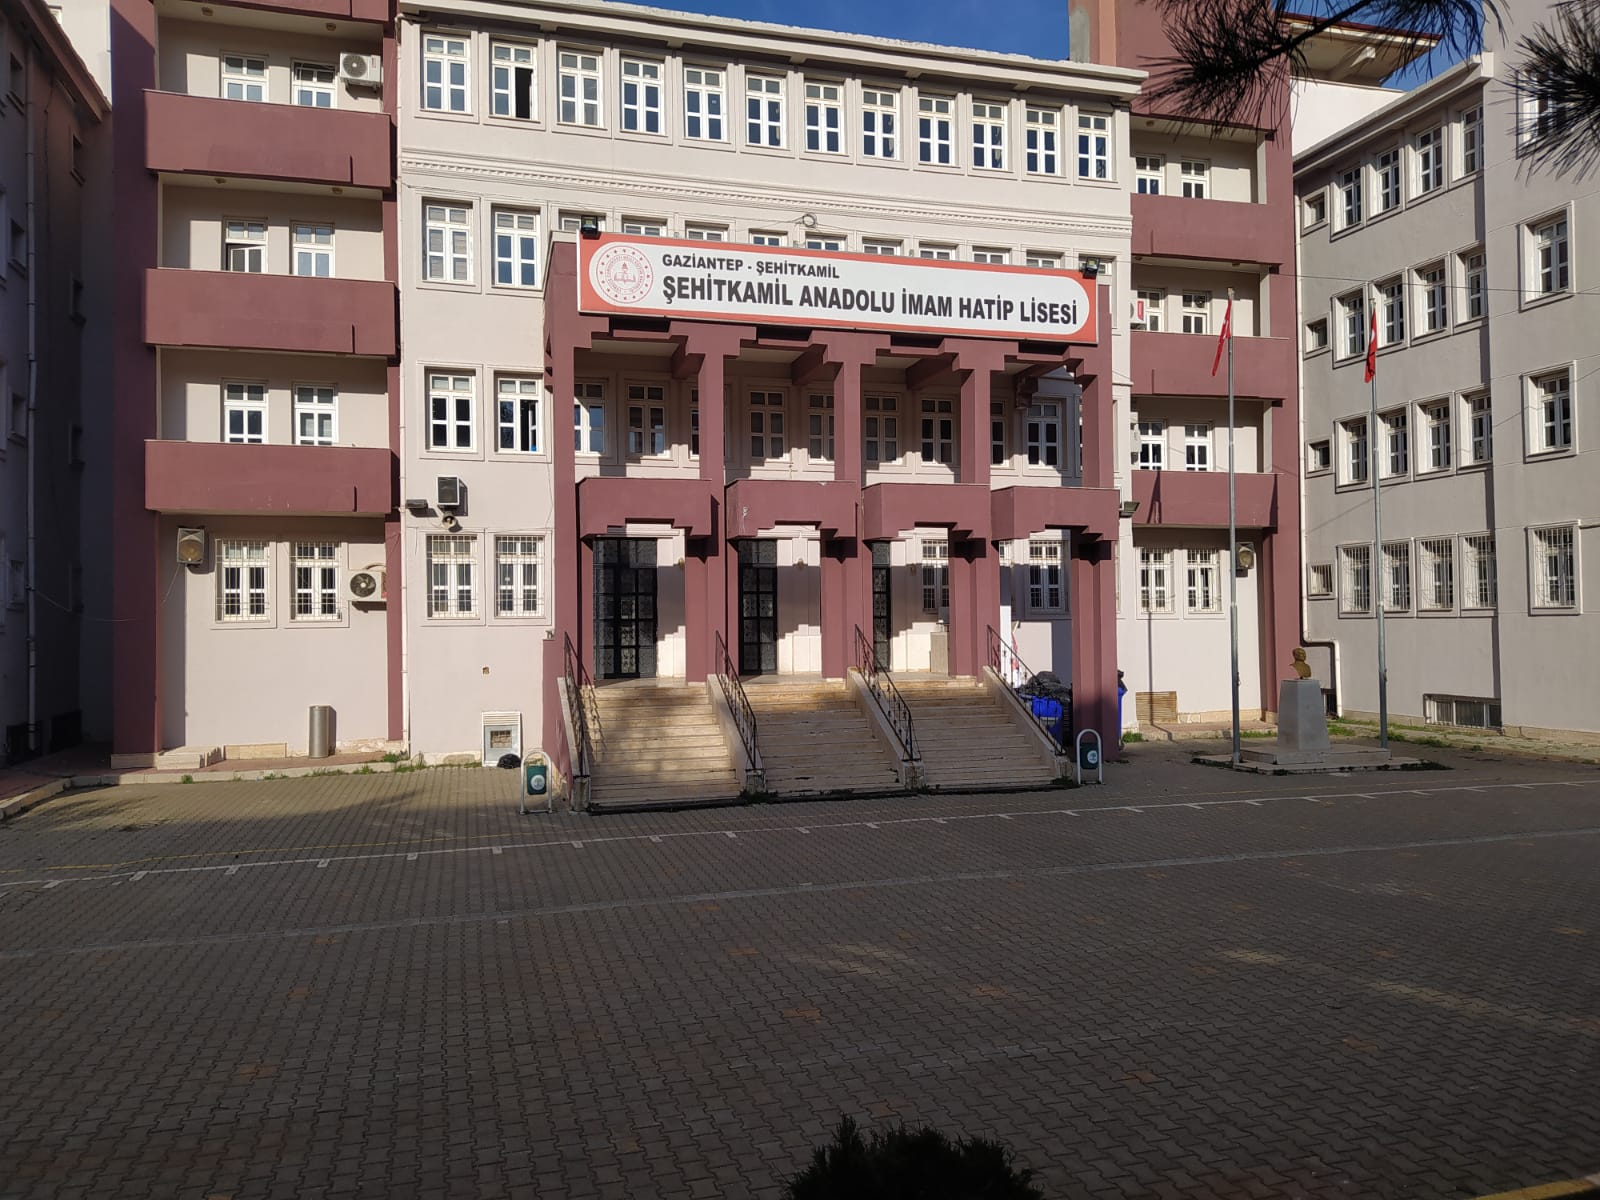 GAZİANTEP - ŞEHİTKAMİL
ŞEHİTKAMİL ANADOLU İMAM HATİP LİSESİ